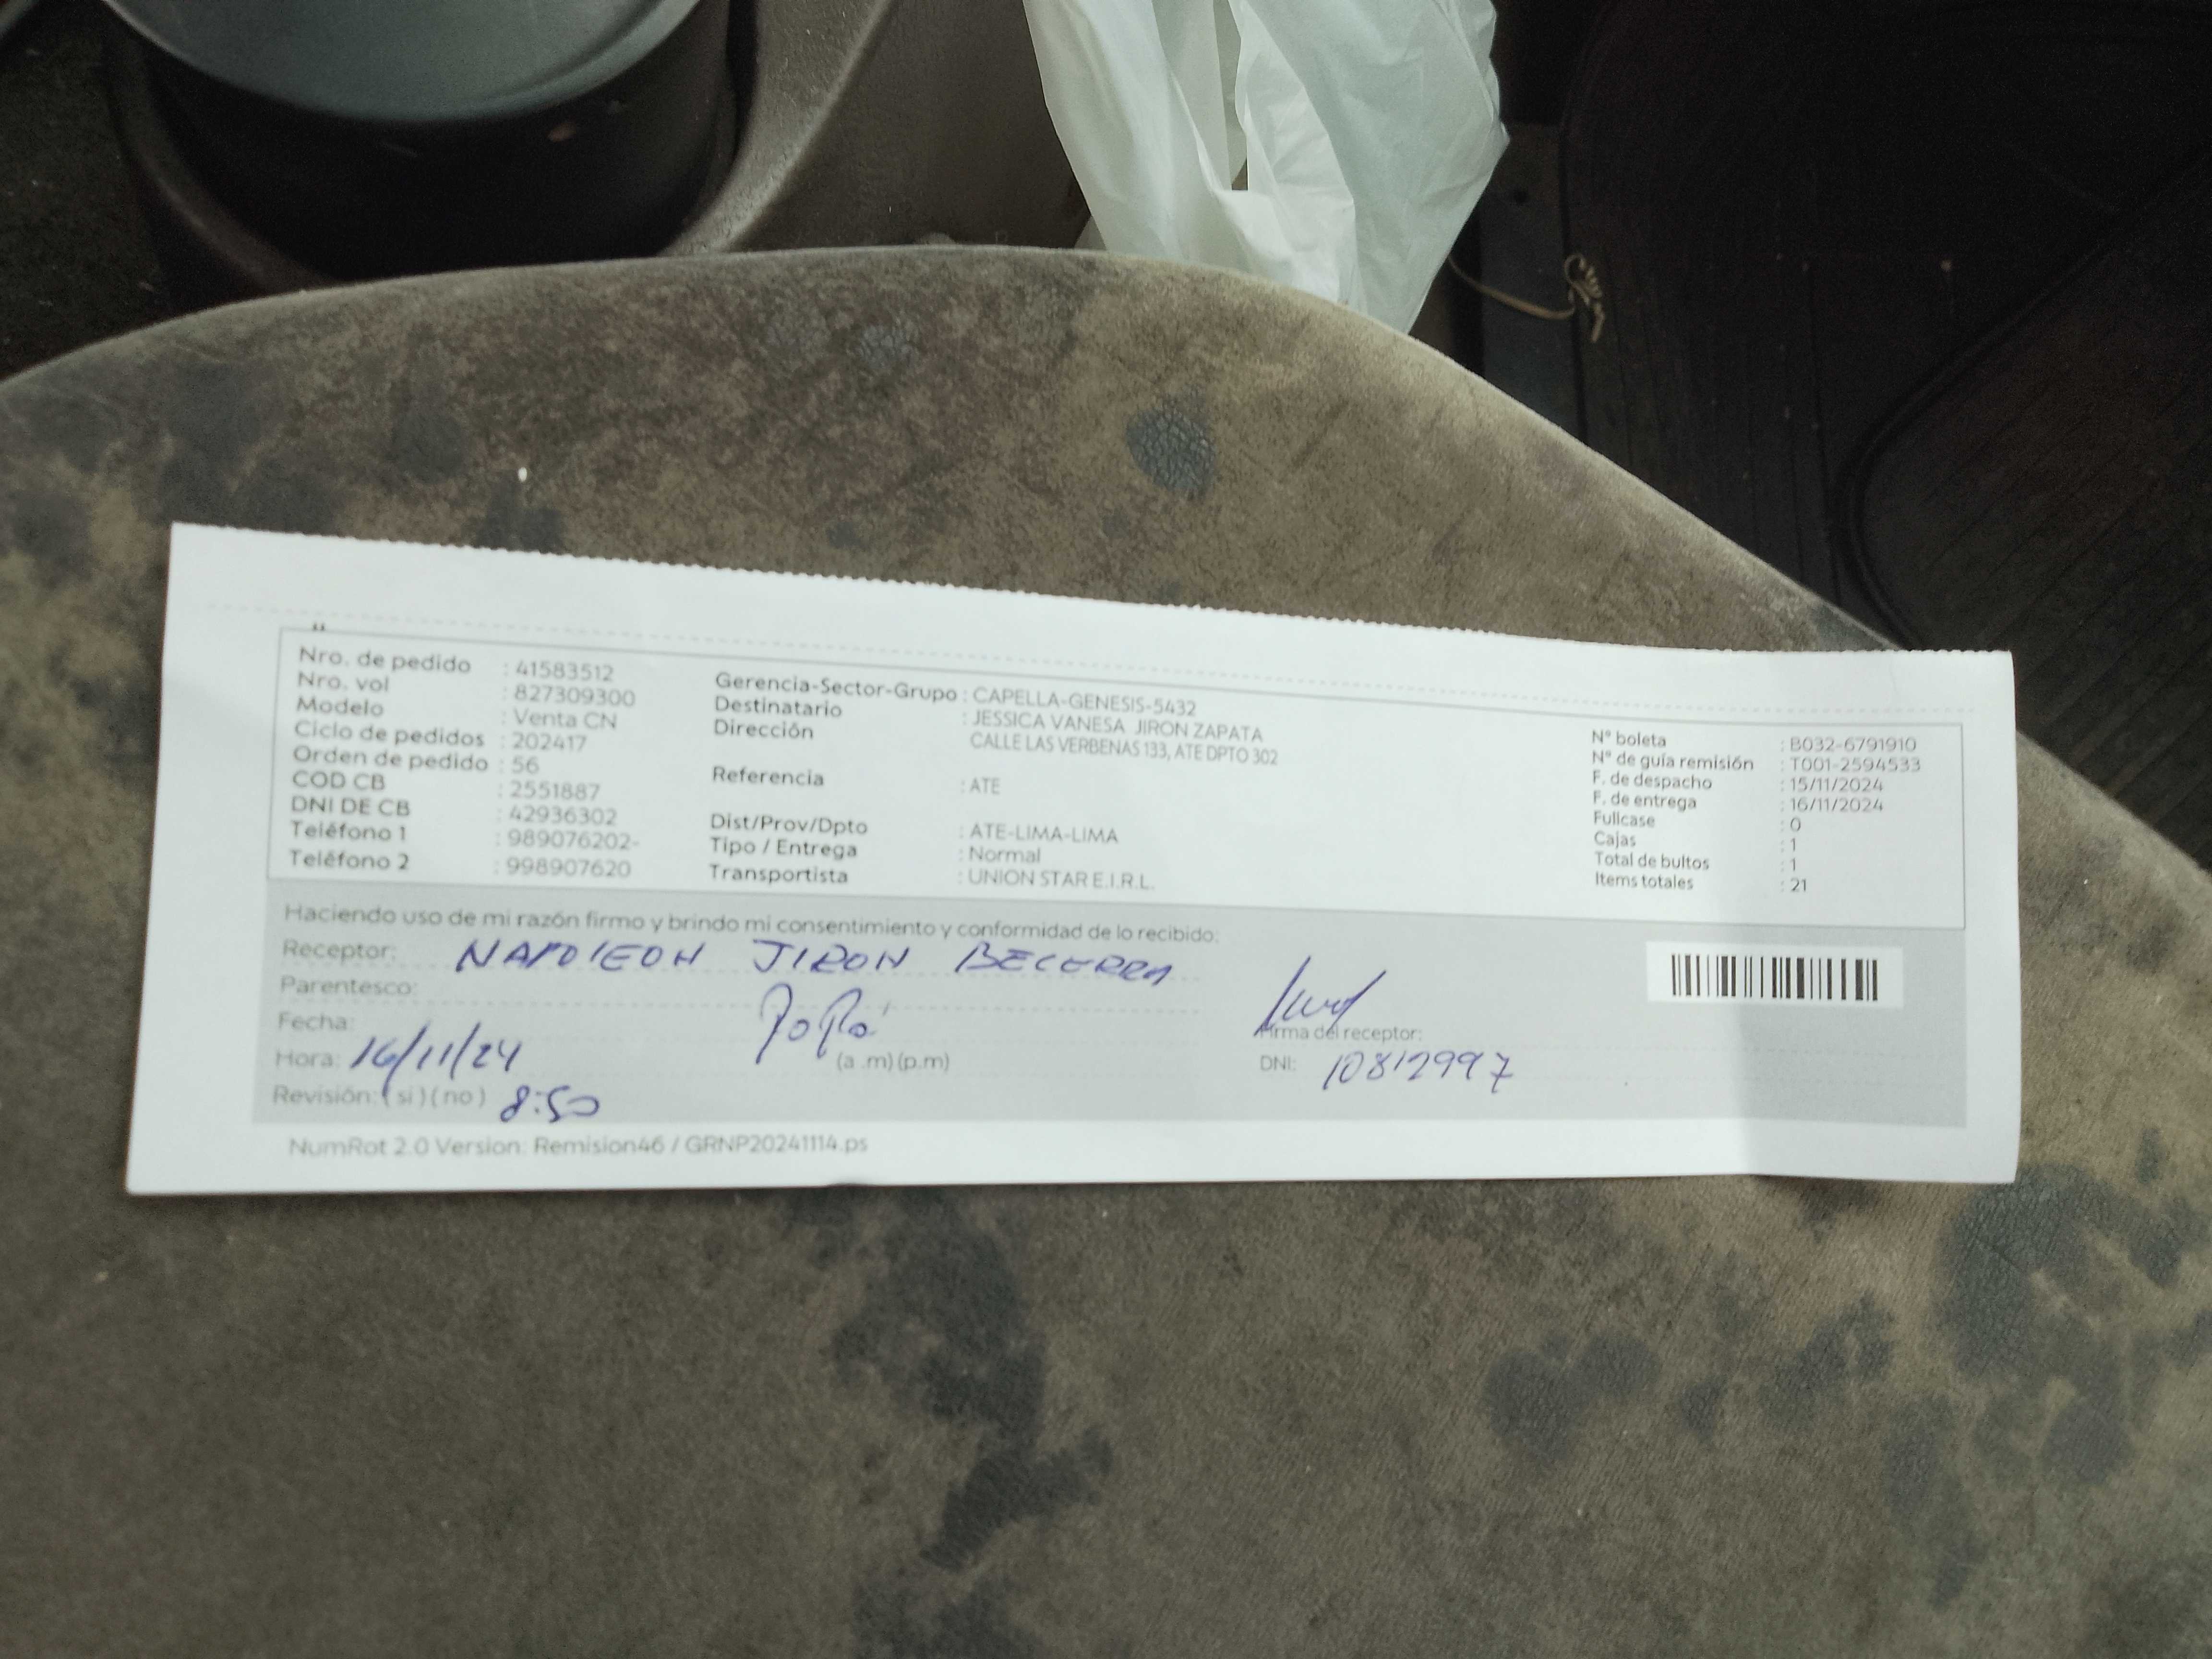 Nro. de pedido : 41583512
Nro. vol : 827309300
Modelo : Venta CN
Ciclo de pedidos : 202417
Orden de pedido : 56
COD CB : 2551887
DNI DE CB : 42936302
Teléfono 1 : 989076202-
Teléfono 2 : 998907620
Gerencia-Sector-Grupo : CAPELLA-GENESIS-5432
Destinatario : JESSICA VANESA JIRON ZAPATA
Dirección CALLE LAS VERBENAS 133, ATE DPTO 302
Referencia : ATE
Dist/Prov/Dpto : ATE-LIMA-LIMA
Tipo / Entrega : Normal
Transportista : UNION STAR E.I.R.L.
N° boleta : B032-6791910
N° de guía remisión : T001-2594533
F. de despacho : 15/11/2024
F. de entrega : 16/11/2024
Fullcase : 0
Cajas : 1
Total de bultos : 1
Items totales : 21
Haciendo uso de mi razón firmo y brindo mi consentimiento y conformidad de lo recibido:
Receptor: NAPOLEON JIRON BECERRA
Parentesco: PaPa
Fecha: 16/11/24
Hora: 8:50 (a .m) (p.m)
Revisión: ( si ) ( no )
Firma del receptor:
DNI: 10812997
NumRot 2.0 Version: Remision46 / GRNP20241114.ps